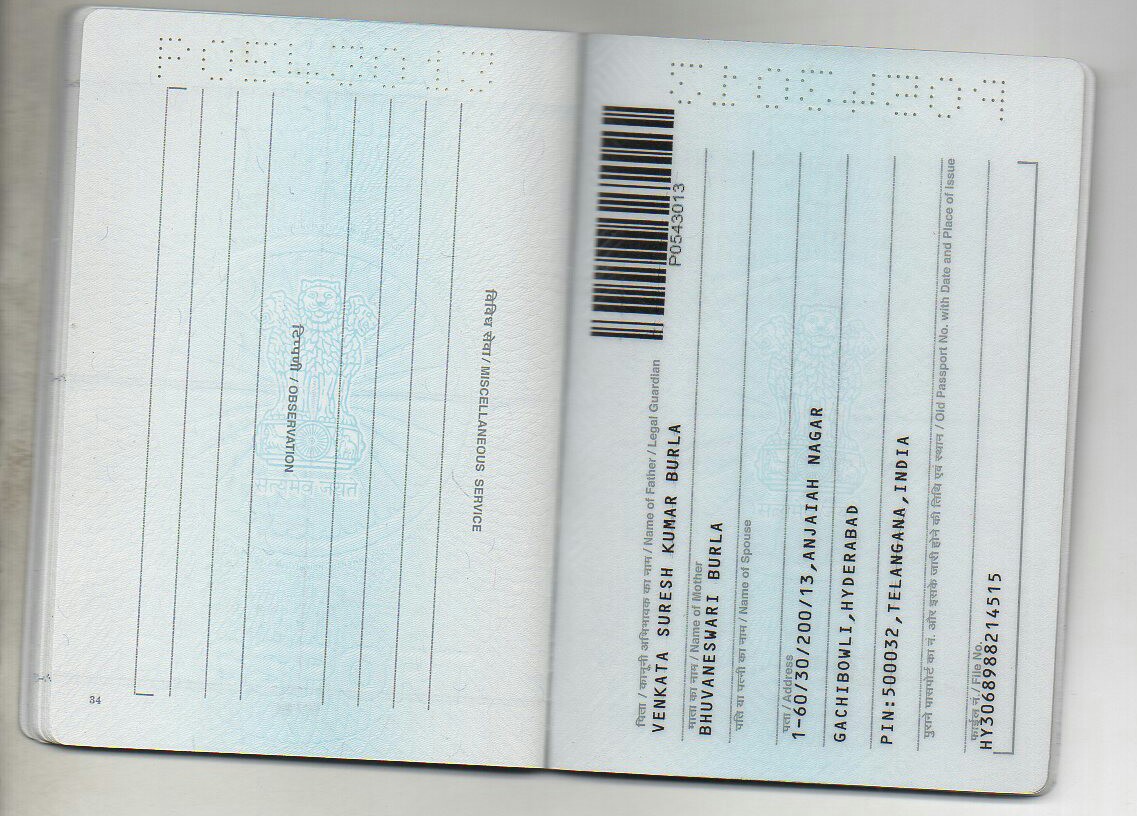 विविध सेवा / MISCELLANEOUS SERVICE
टिप्पणी / OBSERVATION
सत्यमेव जयते
34
P0543013
पिता / कानूनी अभिभावक का नाम / Name of Father / Legal Guardian
VENKATA SURESH KUMAR BURLA
माता का नाम / Name of Mother
BHUVANESWARI BURLA
पति या पत्नी का नाम / Name of Spouse
पता / Address
1-60/30/200/13,ANJAIAH NAGAR
GACHIBOWLI,HYDERABAD
PIN:500032,TELANGANA,INDIA
पुराने पासपोर्ट का नं. और इसके जारी होने की तिथि एवं स्थान / Old Passport No. with Date and Place of Issue
फाईल नं. / File No.
HY3068988214515